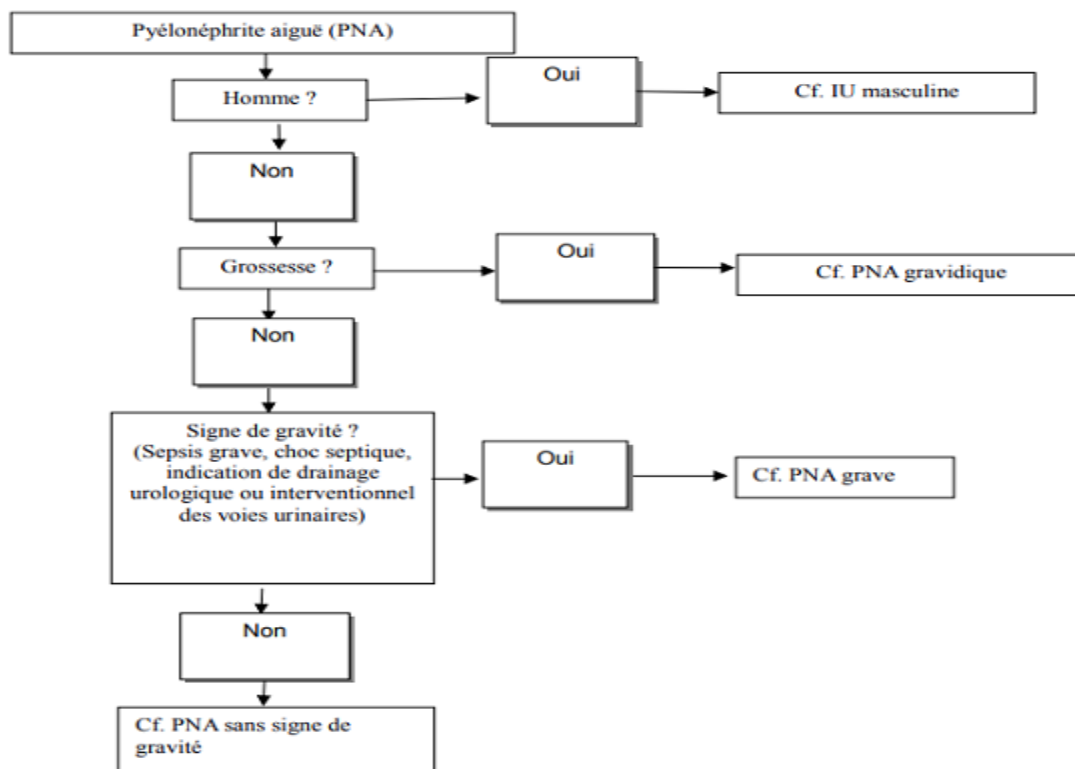 Pyélonéphrite aiguë (PNA)
Homme ?
Oui
Cf. IU masculine
Non
Grossesse ?
Oui
Cf. PNA gravidique
Non
Signe de gravité ?
(Sepsis grave, choc septique,
indication de drainage
urologique ou interventionnel
des voies urinaires)
Oui
Cf. PNA grave
Non
Cf. PNA sans signe de
gravité